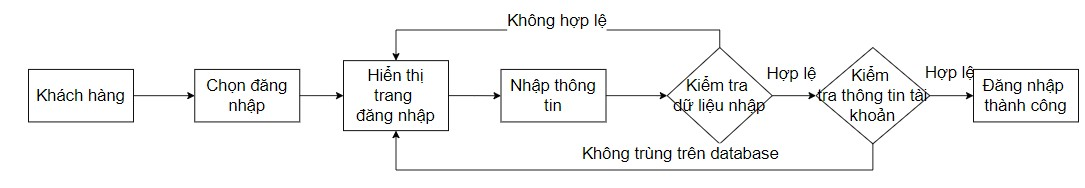 Không hợp lệ
Khách hàng
Chọn đăng
nhập
Hiển thị
trang
đăng nhập
Nhập thông
tin
Kiểm tra
dữ liệu nhập
Hợp lệ
Kiểm
tra thông tin tài
khoản
Hợp lệ
Đăng nhập
thành công
Không trùng trên database